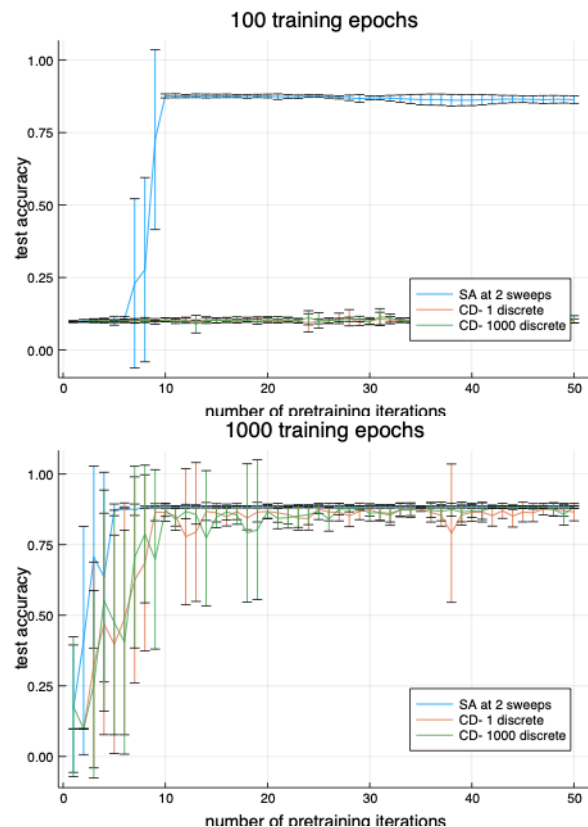 100 training epochs
1.00
0.75
0.50
0.25
0.00
test accuracy
SA at 2 sweeps
CD- 1 discrete
CD- 1000 discrete
0
10
20
30
40
50
number of pretraining iterations
1000 training epochs
1.00
0.75
0.50
0.25
0.00
test accuracy
SA at 2 sweeps
CD- 1 discrete
CD- 1000 discrete
0
10
20
30
40
50
number of pretraining iterations